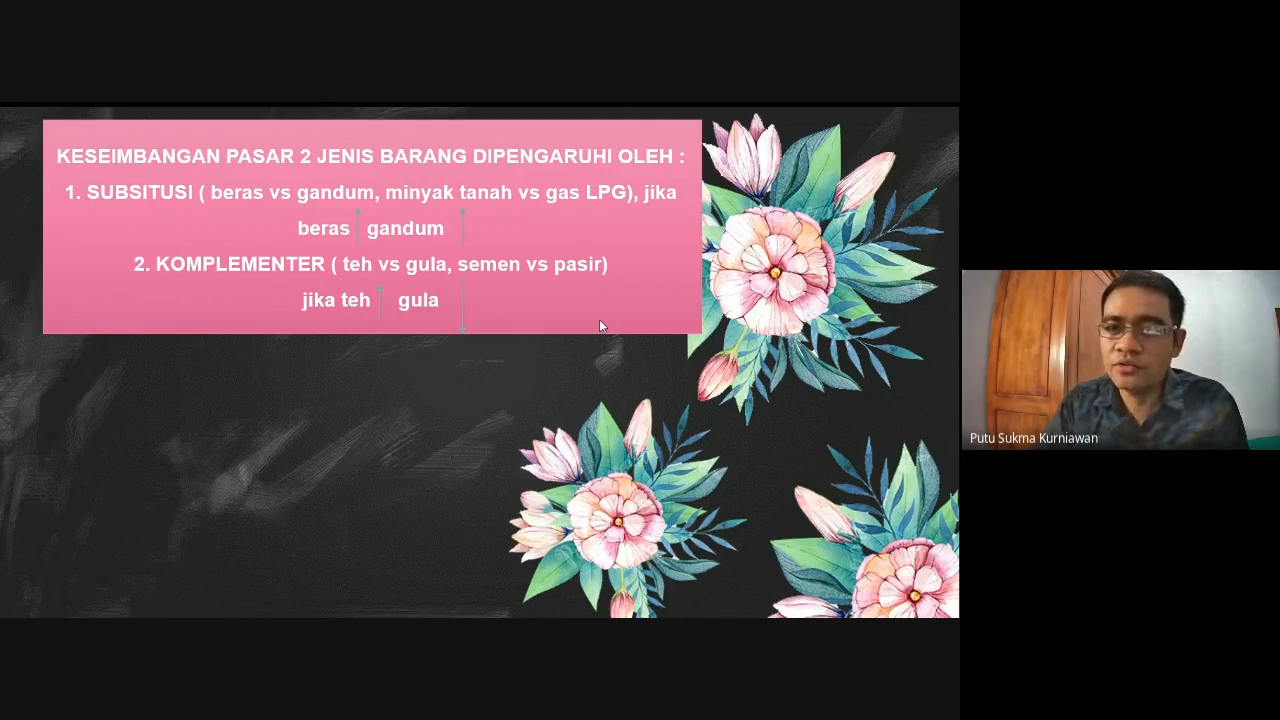 KESEIMBANGAN PASAR 2 JENIS BARANG DIPENGARUHI OLEH :
1. SUBSITUSI ( beras vs gandum, minyak tanah vs gas LPG), jika
beras gandum
2. KOMPLEMENTER ( teh vs gula, semen vs pasir)
jika teh gula
Putu Sukma Kurniawan